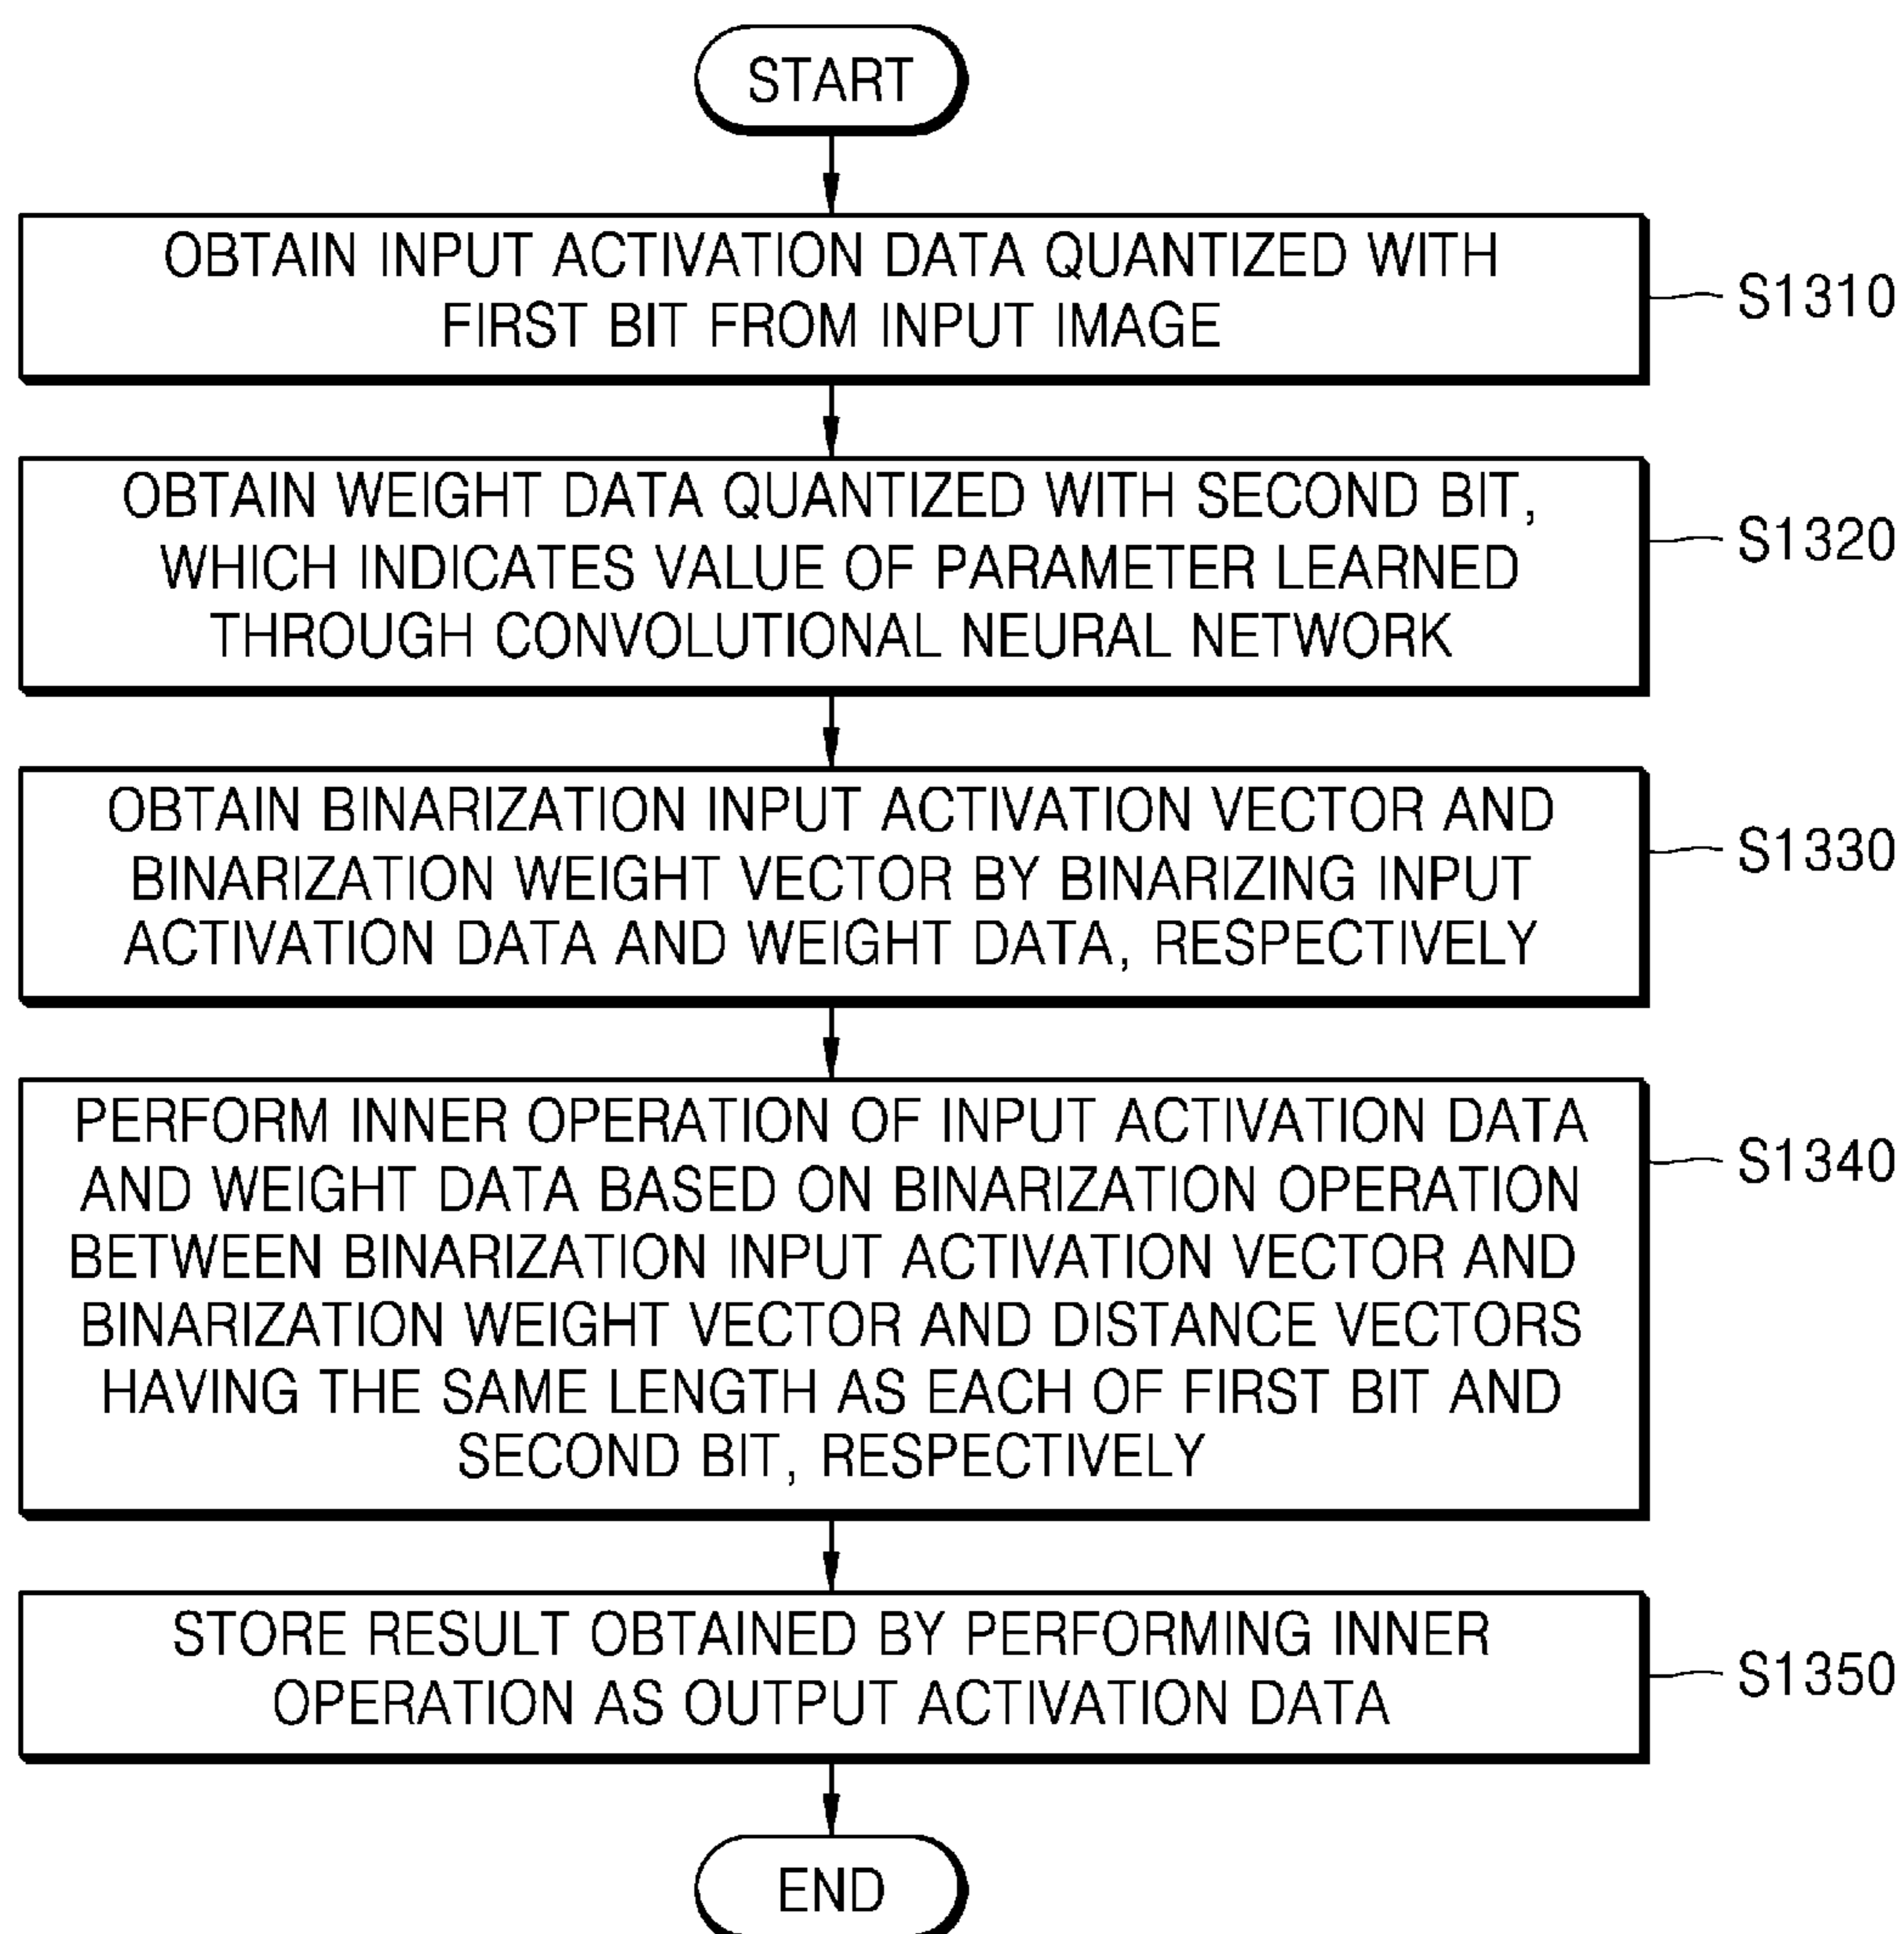 START
OBTAIN INPUT ACTIVATION DATA QUANTIZED WITH
FIRST BIT FROM INPUT IMAGE
S1310
OBTAIN WEIGHT DATA QUANTIZED WITH SECOND BIT,
WHICH INDICATES VALUE OF PARAMETER LEARNED
THROUGH CONVOLUTIONAL NEURAL NETWORK
S1320
OBTAIN BINARIZATION INPUT ACTIVATION VECTOR AND
BINARIZATION WEIGHT VECTOR BY BINARIZING INPUT
ACTIVATION DATA AND WEIGHT DATA, RESPECTIVELY
S1330
PERFORM INNER OPERATION OF INPUT ACTIVATION DATA
AND WEIGHT DATA BASED ON BINARIZATION OPERATION
BETWEEN BINARIZATION INPUT ACTIVATION VECTOR AND
BINARIZATION WEIGHT VECTOR AND DISTANCE VECTORS
HAVING THE SAME LENGTH AS EACH OF FIRST BIT AND
SECOND BIT, RESPECTIVELY
S1340
STORE RESULT OBTAINED BY PERFORMING INNER
OPERATION AS OUTPUT ACTIVATION DATA
S1350
END